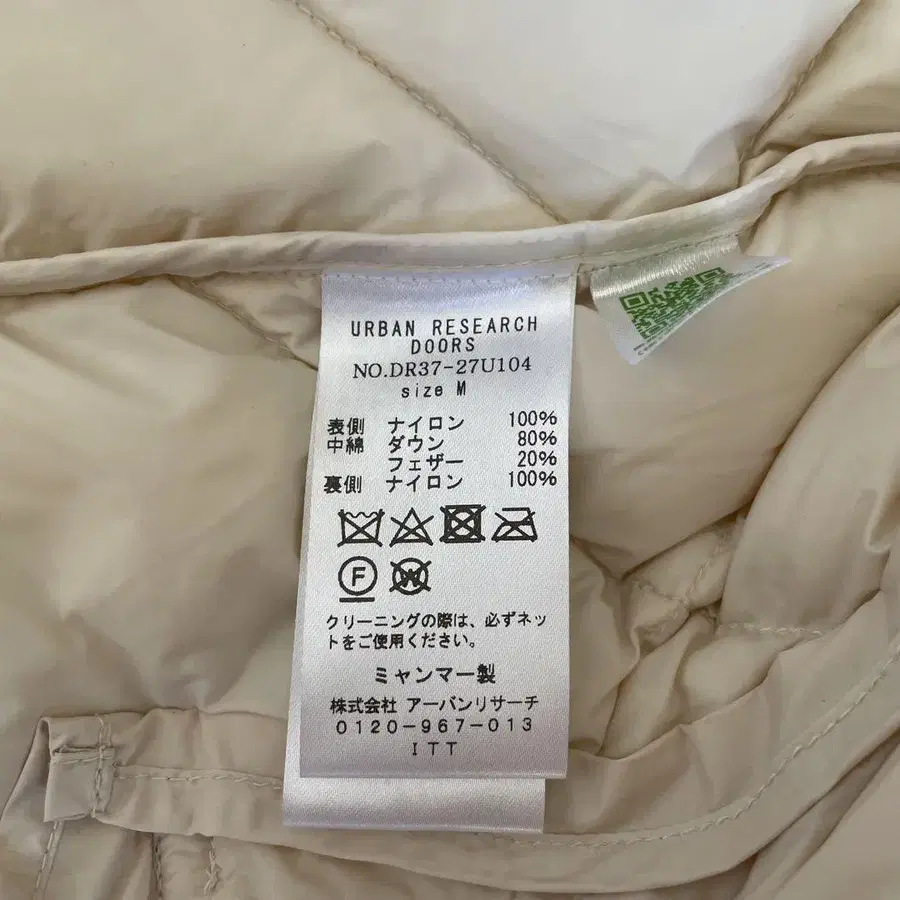 URBAN RESEARCH
DOORS
NO.DR37-27U104
size M
表側 ナイロン 100%
中綿 ダウン 80%
フェザー 20%
裏側 ナイロン 100%
F
W
クリーニングの際は、必ずネッ
トをご使用ください。
ミャンマー製
株式会社 アーバンリサーチ
0120-967-013
ITT